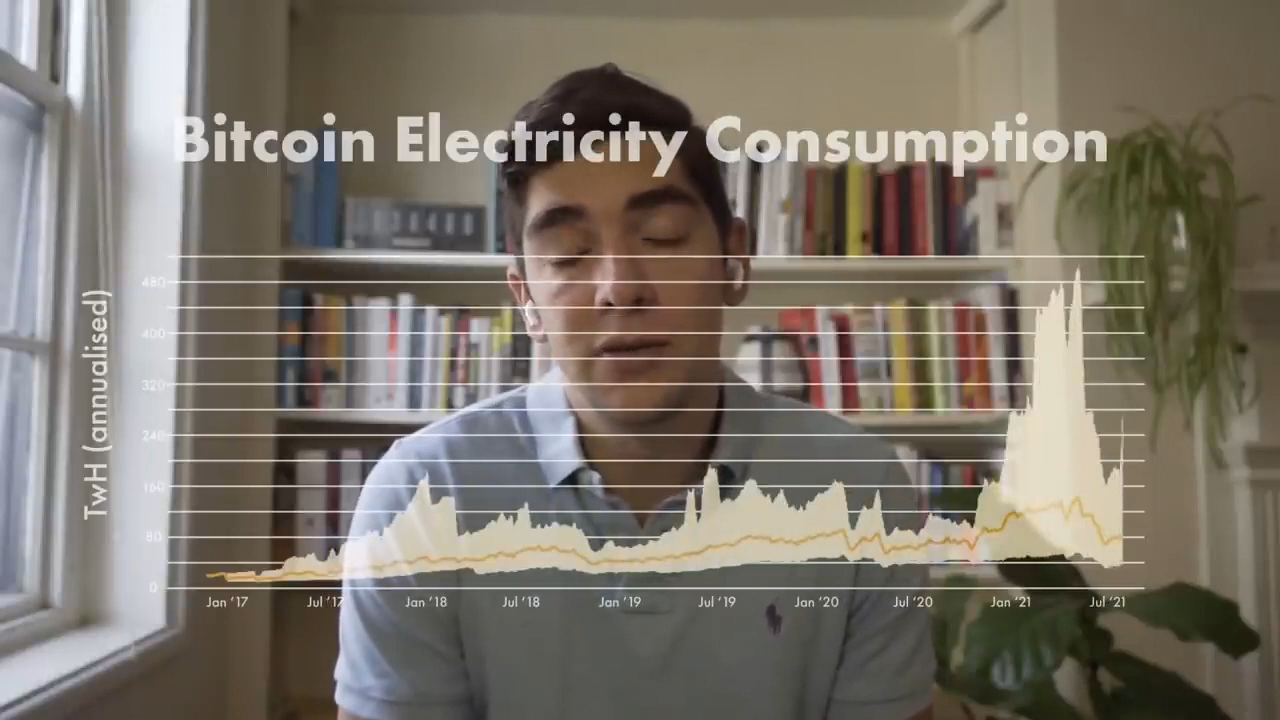 Bitcoin Electricity Consumption
TwH (annualised)
480
400
320
240
160
80
0
Jan '17 Jul '17 Jan '18 Jul '18 Jan '19 Jul '19 Jan '20 Jul '20 Jan '21 Jul '21